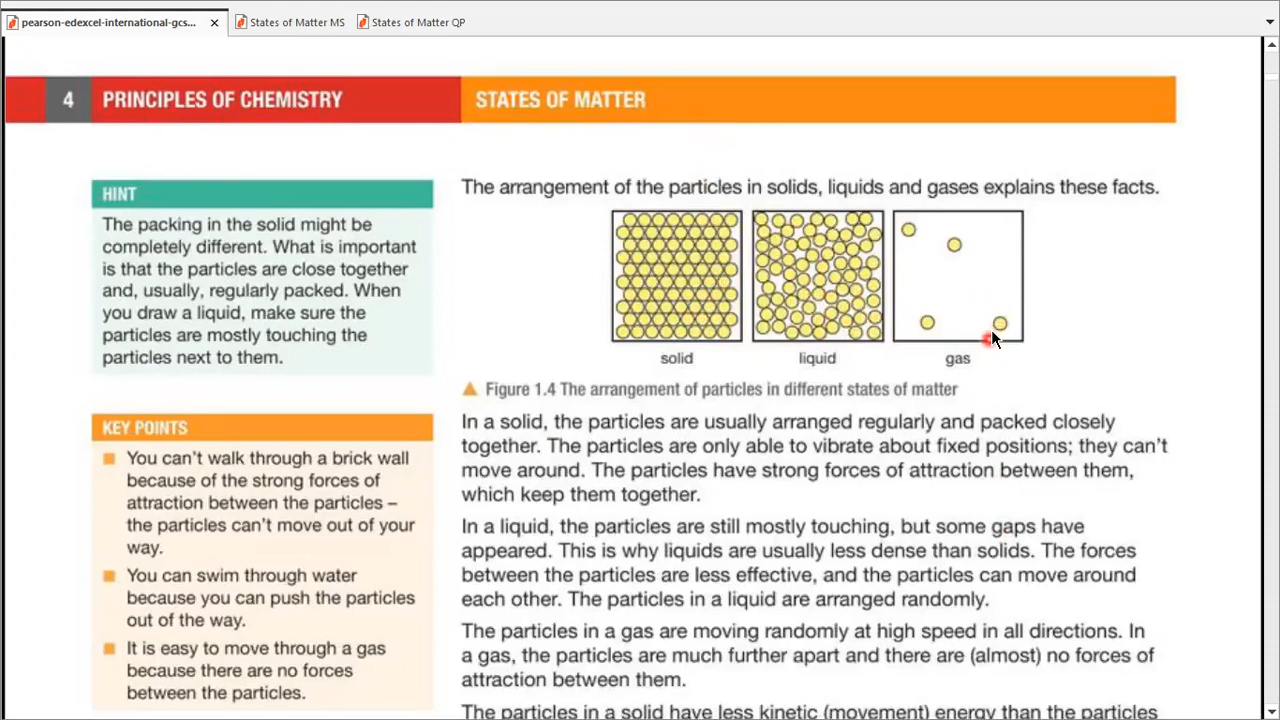 pearson-edexcel-international-gcs...
States of Matter MS
States of Matter QP
4
PRINCIPLES OF CHEMISTRY
STATES OF MATTER
HINT
The packing in the solid might be
completely different. What is important
is that the particles are close together
and, usually, regularly packed. When
you draw a liquid, make sure the
particles are mostly touching the
particles next to them.
KEY POINTS
You can’t walk through a brick wall
because of the strong forces of
attraction between the particles –
the particles can’t move out of your
way.
You can swim through water
because you can push the particles
out of the way.
It is easy to move through a gas
because there are no forces
between the particles.
The arrangement of the particles in solids, liquids and gases explains these facts.
solid
liquid
gas
Figure 1.4 The arrangement of particles in different states of matter
In a solid, the particles are usually arranged regularly and packed closely
together. The particles are only able to vibrate about fixed positions; they can’t
move around. The particles have strong forces of attraction between them,
which keep them together.
In a liquid, the particles are still mostly touching, but some gaps have
appeared. This is why liquids are usually less dense than solids. The forces
between the particles are less effective, and the particles can move around
each other. The particles in a liquid are arranged randomly.
The particles in a gas are moving randomly at high speed in all directions. In
a gas, the particles are much further apart and there are (almost) no forces of
attraction between them.
The particles in a solid have less kinetic (movement) energy than the particles